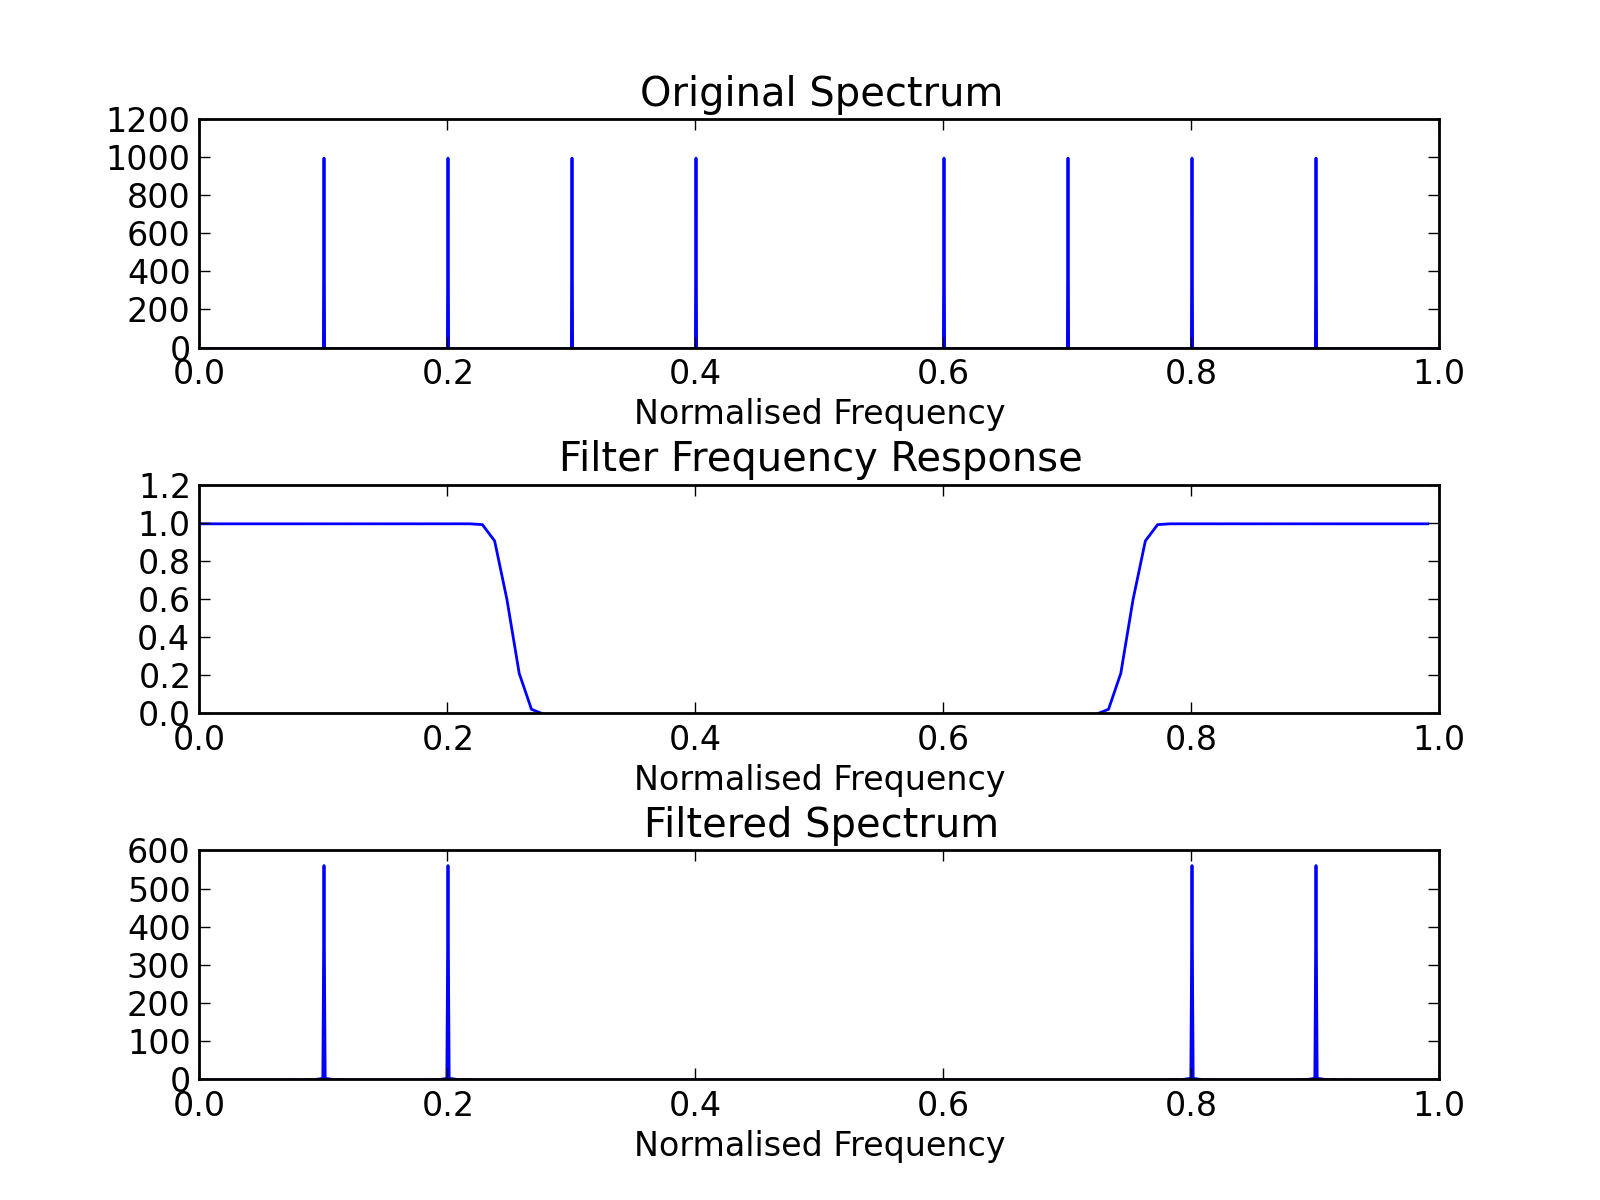 Original Spectrum
1200
1000
800
600
400
200
0
0.0 0.2 0.4 0.6 0.8 1.0
Normalised Frequency
Filter Frequency Response
1.2
1.0
0.8
0.6
0.4
0.2
0.0
0.0 0.2 0.4 0.6 0.8 1.0
Normalised Frequency
Filtered Spectrum
600
500
400
300
200
100
0
0.0 0.2 0.4 0.6 0.8 1.0
Normalised Frequency